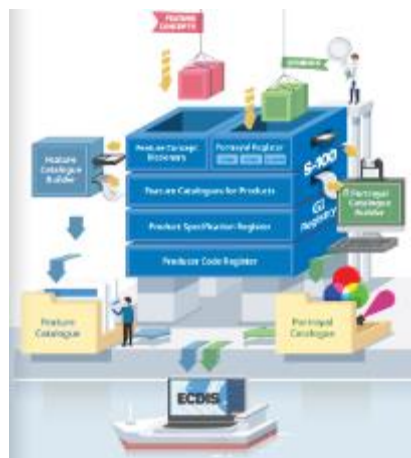 FEATURE
CONCEPTS
SYMBOLS
Feature Concept
Dictionary
Portrayal Register
S-100
GI
Registry
Feature
Catalogue
Builder
Feature Catalogues for Products
Portrayal
Catalogue
Builder
Product Specification Register
Producer Code Register
Feature
Catalogue
Portrayal
Catalogue
ECDIS